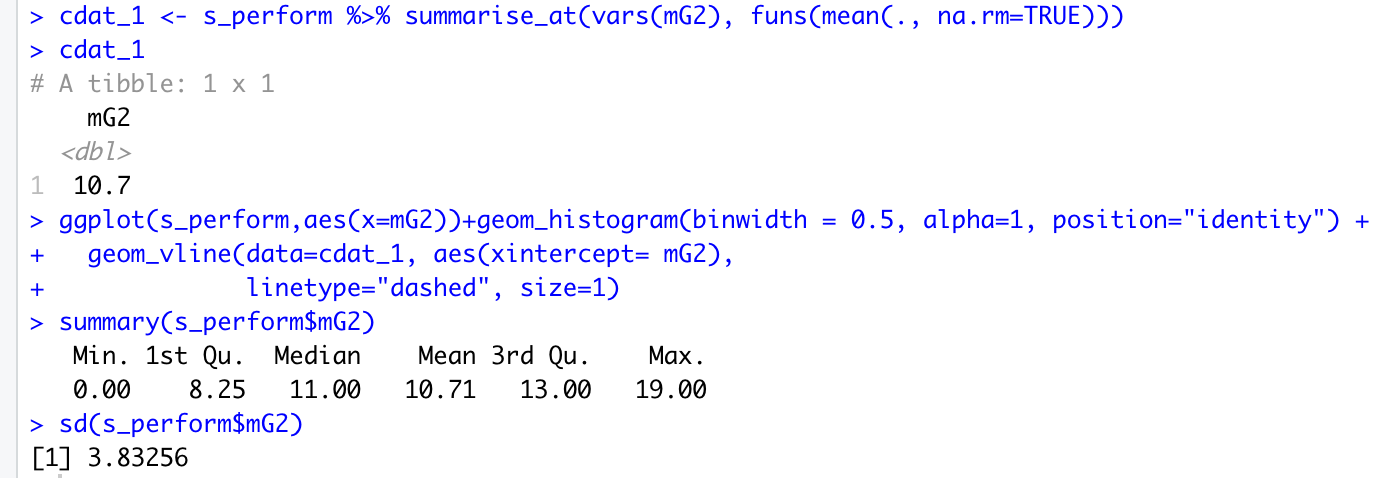 > cdat_1 <- s_perform %>% summarise_at(vars(mG2), funs(mean(., na.rm=TRUE)))
> cdat_1
# A tibble: 1 x 1
    mG2
  <dbl>
1  10.7
> ggplot(s_perform,aes(x=mG2))+geom_histogram(binwidth = 0.5, alpha=1, position="identity") +
+   geom_vline(data=cdat_1, aes(xintercept= mG2),
+              linetype="dashed", size=1)
> summary(s_perform$mG2)
   Min. 1st Qu.  Median    Mean 3rd Qu.    Max.
   0.00    8.25   11.00   10.71   13.00   19.00
> sd(s_perform$mG2)
[1] 3.83256